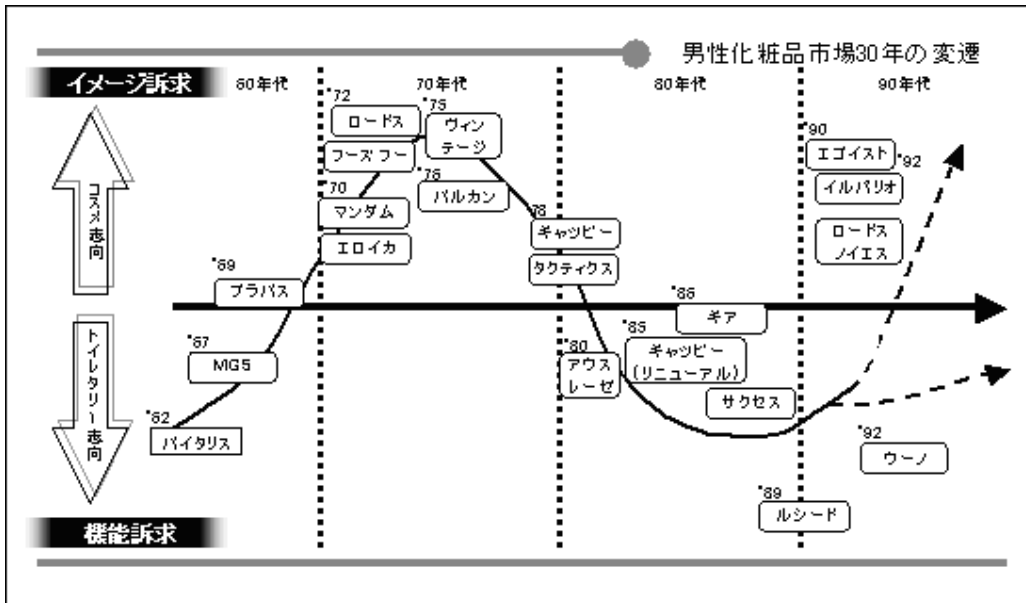 男性化粧品市場30年の変遷
イメージ訴求
60年代
70年代
80年代
90年代
'72
ロードス
'75
ヴィン
テージ
'90
エゴイスト
フーズフー
'92
イルパリオ
'76
バルカン
'70
マンダム
'78
ギャツビー
ロードス
ノイエス
エロイカ
タクティクス
コスメ志向
'69
ブラバス
'86
ギア
'67
MG5
'85
ギャツビー
(リニューアル)
'80
アウス
レーゼ
サクセス
'62
バイタリス
トイレタリー志向
'92
ウーノ
'89
ルシード
機能訴求